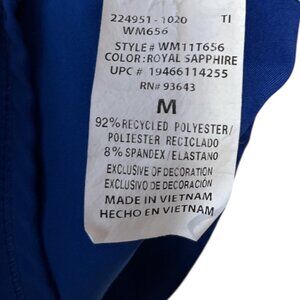 224951-1020 TI
WM656
STYLE# WM11T656
COLOR:ROYAL SAPPHIRE
UPC# 19466114255
RN# 93643
M
92%RECYCLED POLYESTER/
POLIESTER RECICLADO
8%SPANDEX/ELASTANO
EXCLUSIVE OF DECORATION
EXCLUSIVO DE DECORACIÓN
MADE IN VIETNAM
HECHO EN VIETNAM